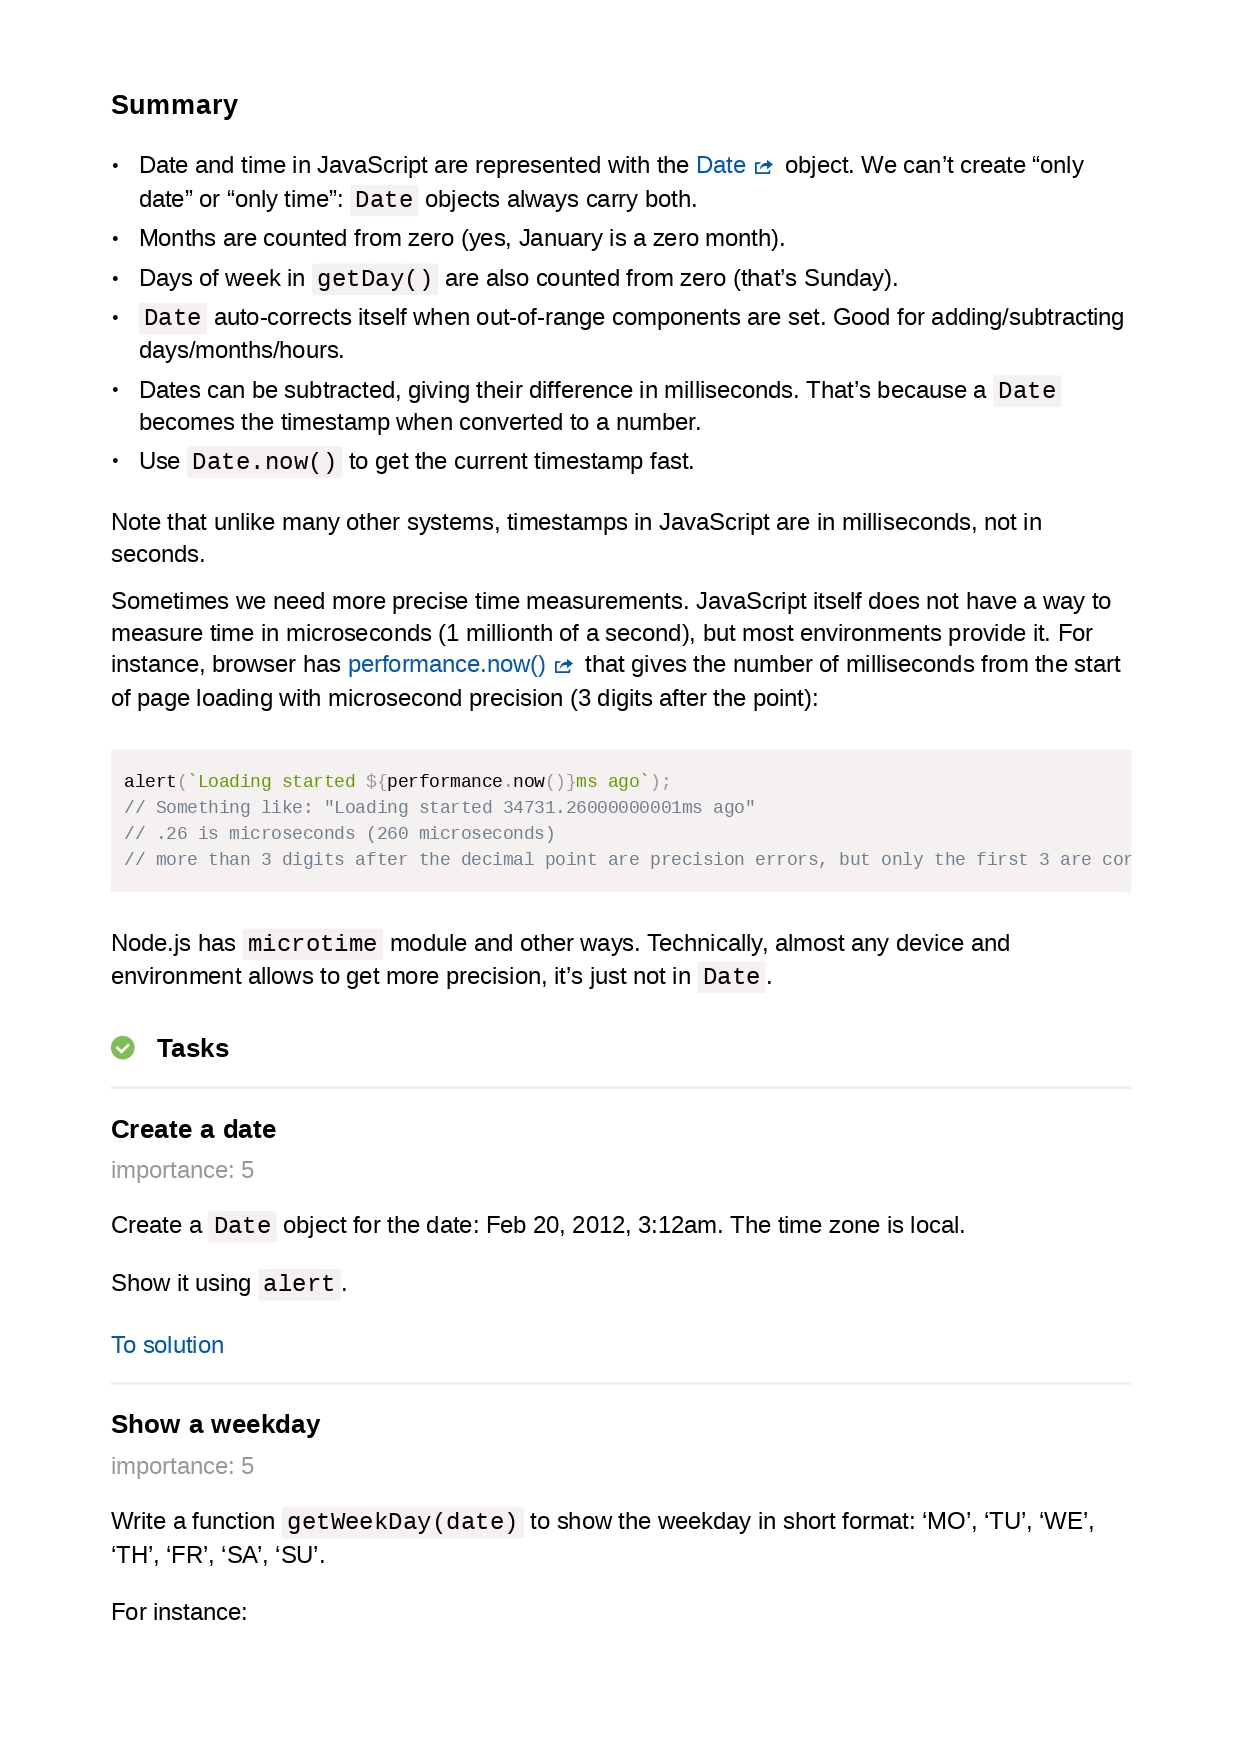 Summary
• Date and time in JavaScript are represented with the Date object. We can’t create “only
date” or “only time”: Date objects always carry both.
• Months are counted from zero (yes, January is a zero month).
• Days of week in getDay() are also counted from zero (that’s Sunday).
• Date auto-corrects itself when out-of-range components are set. Good for adding/subtracting
days/months/hours.
• Dates can be subtracted, giving their difference in milliseconds. That’s because a Date
becomes the timestamp when converted to a number.
• Use Date.now() to get the current timestamp fast.
Note that unlike many other systems, timestamps in JavaScript are in milliseconds, not in
seconds.
Sometimes we need more precise time measurements. JavaScript itself does not have a way to
measure time in microseconds (1 millionth of a second), but most environments provide it. For
instance, browser has performance.now() that gives the number of milliseconds from the start
of page loading with microsecond precision (3 digits after the point):
alert(`Loading started ${performance.now()}ms ago`);
// Something like: "Loading started 34731.26000000001ms ago"
// .26 is microseconds (260 microseconds)
// more than 3 digits after the decimal point are precision errors, but only the first 3 are cor
Node.js has microtime module and other ways. Technically, almost any device and
environment allows to get more precision, it’s just not in Date.
Tasks
Create a date
importance: 5
Create a Date object for the date: Feb 20, 2012, 3:12am. The time zone is local.
Show it using alert.
To solution
Show a weekday
importance: 5
Write a function getWeekDay(date) to show the weekday in short format: ‘MO’, ‘TU’, ‘WE’,
‘TH’, ‘FR’, ‘SA’, ‘SU’.
For instance: